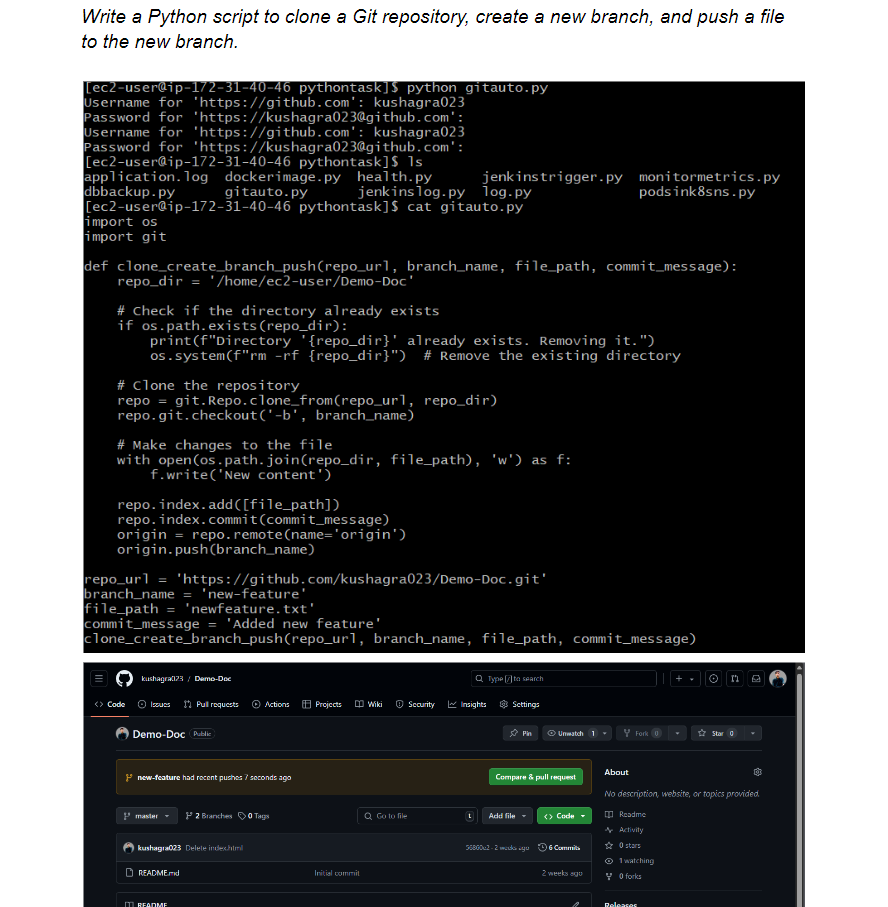 Write a Python script to clone a Git repository, create a new branch, and push a file
to the new branch.
[ec2-user@ip-172-31-40-46 pythontask]$ python gitauto.py
Username for 'https://github.com': kushagra023
Password for 'https://kushagra023@github.com':
Username for 'https://github.com': kushagra023
Password for 'https://kushagra023@github.com':
[ec2-user@ip-172-31-40-46 pythontask]$ ls
application.log  dockerimage.py  health.py      jenkinstrigger.py  monitormetrics.py
dbbackup.py      gitauto.py      jenkinslog.py  log.py             podsink8sns.py
[ec2-user@ip-172-31-40-46 pythontask]$ cat gitauto.py
import os
import git
def clone_create_branch_push(repo_url, branch_name, file_path, commit_message):
    repo_dir = '/home/ec2-user/Demo-Doc'
    # Check if the directory already exists
    if os.path.exists(repo_dir):
        print(f"Directory '{repo_dir}' already exists. Removing it.")
        os.system(f"rm -rf {repo_dir}")  # Remove the existing directory
    # Clone the repository
    repo = git.Repo.clone_from(repo_url, repo_dir)
    repo.git.checkout('-b', branch_name)
    # Make changes to the file
    with open(os.path.join(repo_dir, file_path), 'w') as f:
        f.write('New content')
    repo.index.add([file_path])
    repo.index.commit(commit_message)
    origin = repo.remote(name='origin')
    origin.push(branch_name)
repo_url = 'https://github.com/kushagra023/Demo-Doc.git'
branch_name = 'new-feature'
file_path = 'newfeature.txt'
commit_message = 'Added new feature'
clone_create_branch_push(repo_url, branch_name, file_path, commit_message)
kushagra023 / Demo-Doc Type [/] to search
<> Code Issues Pull requests Actions Projects Wiki Security Insights Settings
Demo-Doc Public Pin Unwatch 1 Fork 0 Star 0
new-feature had recent pushes 7 seconds ago Compare & pull request
About
No description, website, or topics provided.
master 2 Branches 0 Tags Go to file t Add file <> Code
Readme
Activity
0 stars
1 watching
0 forks
kushagra023 Delete index.html 2 weeks ago 6 Commits
README.md Initial commit 2 weeks ago
README
Releases